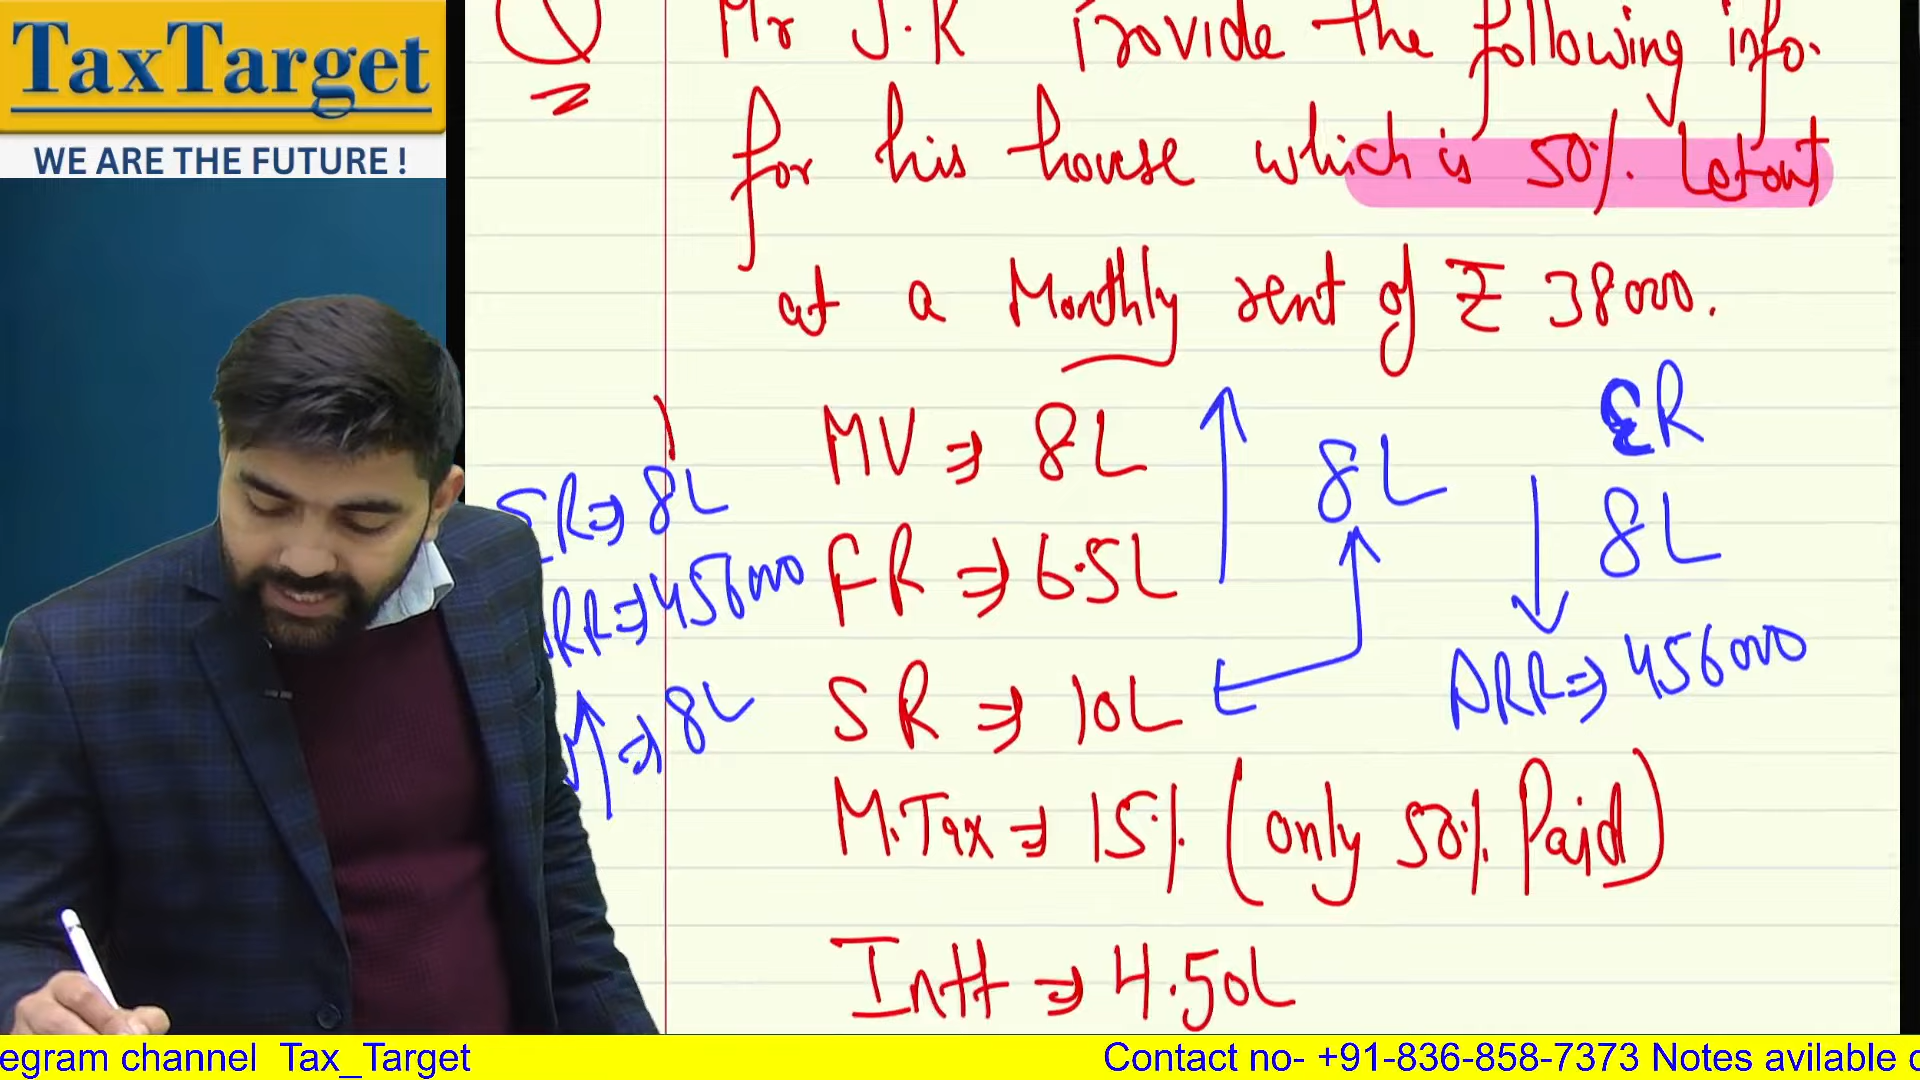 TaxTarget
WE ARE THE FUTURE !
Q Mr J.K Provide the following info.
for his house which is 50% Letout
at a Monthly rent of ₹ 38000.
MV ⇒ 8L
8L
ER
8L
FR ⇒ 6.5L
ARR ⇒ 456000
SR ⇒ 10L
ER ⇒ 8L
ARR ⇒ 456000
⇒ 8L
M.Tax ⇒ 15% (only 50% Paid)
Intt ⇒ 4.50L
egram channel Tax_Target
Contact no- +91-836-858-7373 Notes avilable